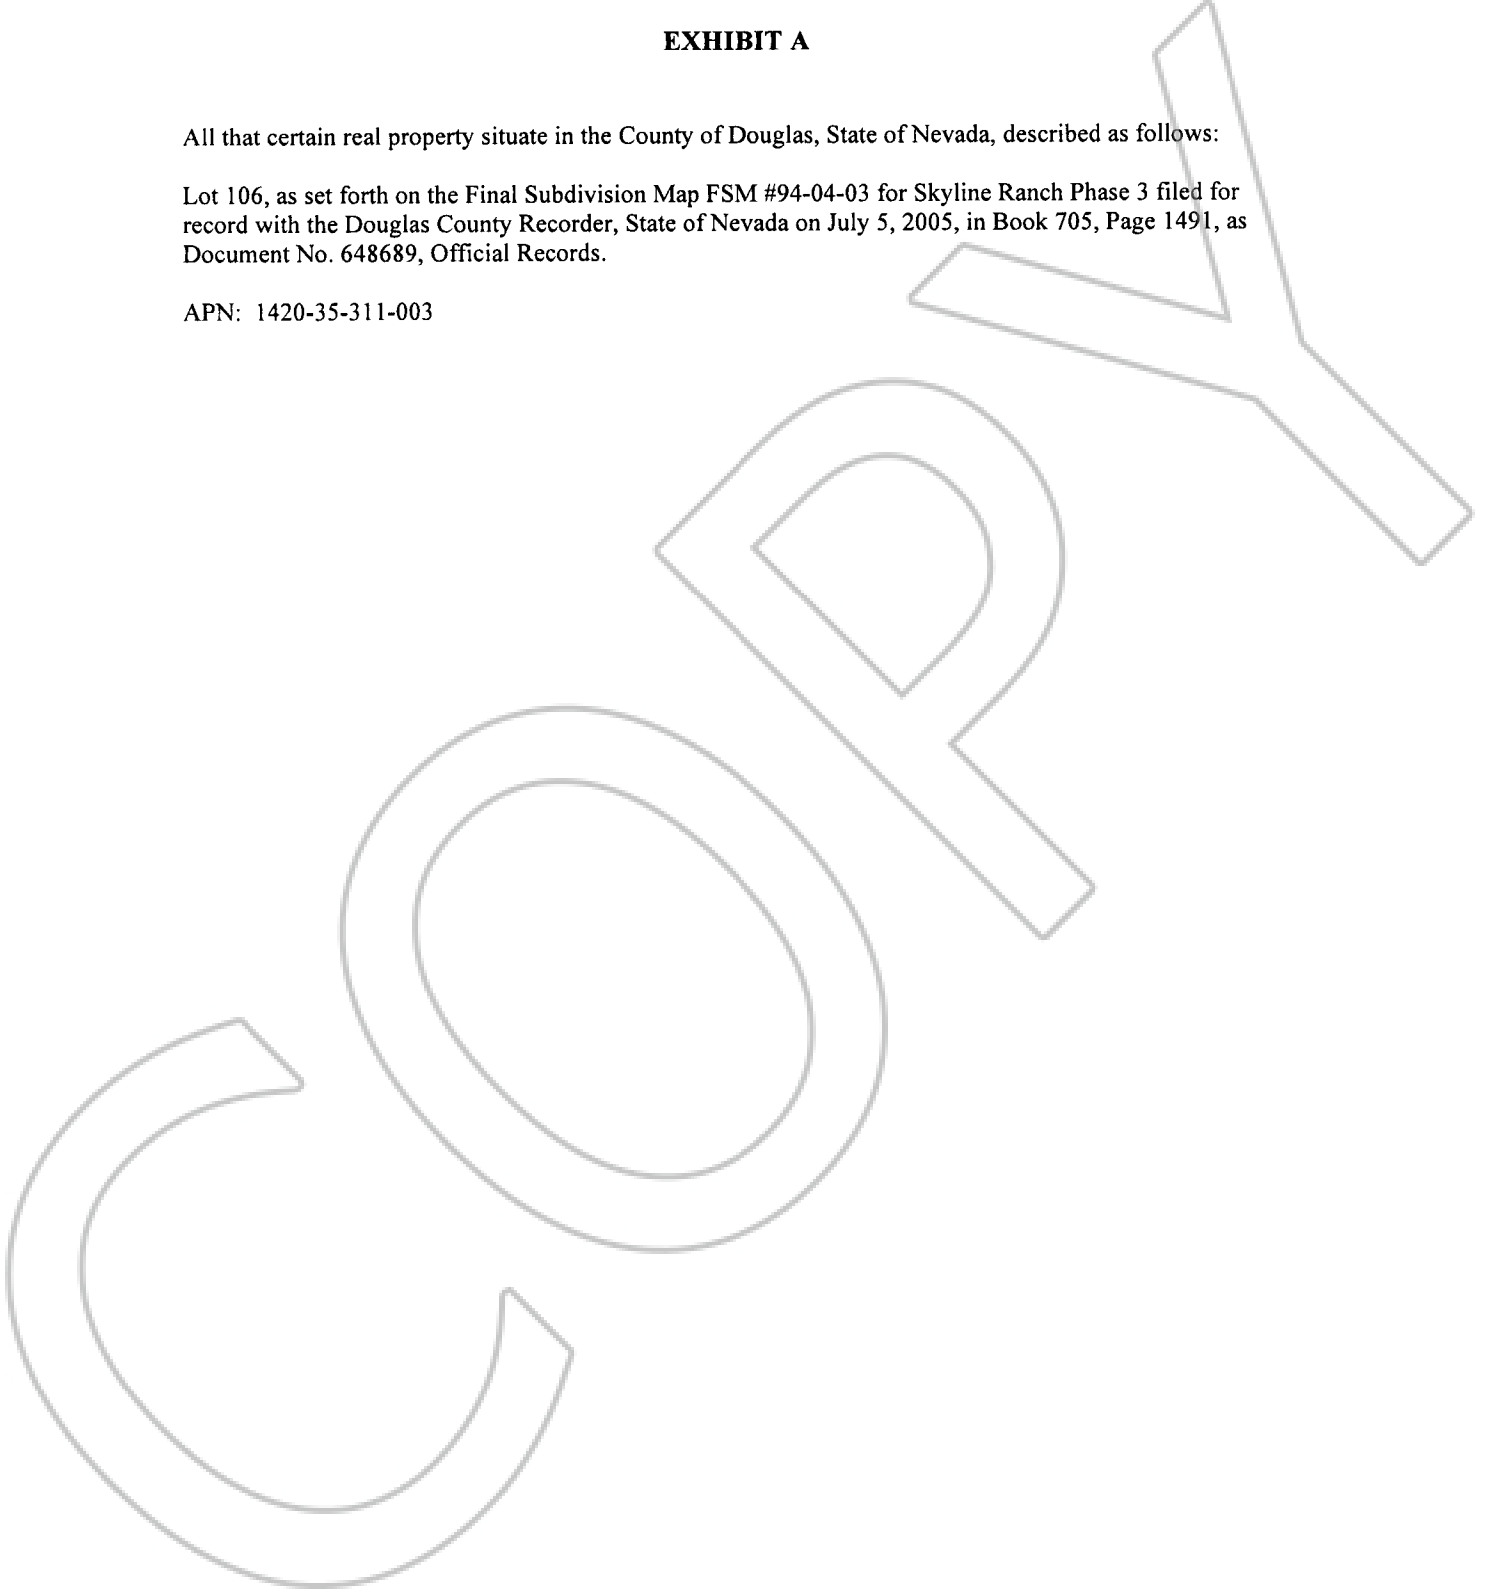 EXHIBIT A
All that certain real property situate in the County of Douglas, State of Nevada, described as follows:
Lot 106, as set forth on the Final Subdivision Map FSM #94-04-03 for Skyline Ranch Phase 3 filed for
record with the Douglas County Recorder, State of Nevada on July 5, 2005, in Book 705, Page 1491, as
Document No. 648689, Official Records.
APN: 1420-35-311-003
COPY